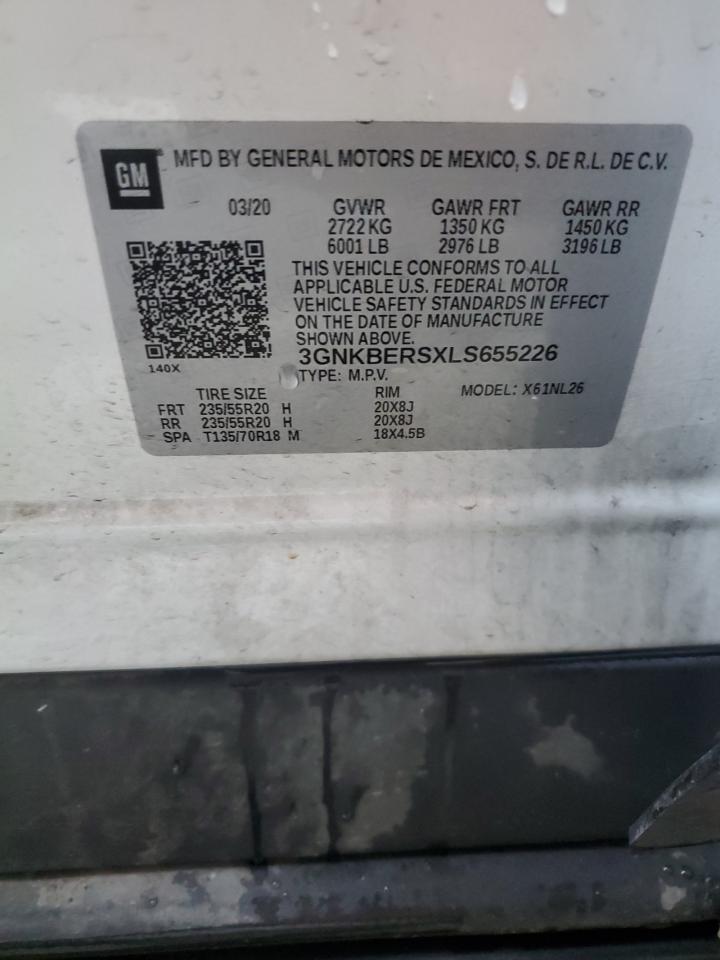 GM MFD BY GENERAL MOTORS DE MEXICO, S. DE R.L. DE C.V.
03/20 GVWR GAWR FRT GAWR RR
2722 KG 1350 KG 1450 KG
6001 LB 2976 LB 3196 LB
THIS VEHICLE CONFORMS TO ALL
APPLICABLE U.S. FEDERAL MOTOR
VEHICLE SAFETY STANDARDS IN EFFECT
ON THE DATE OF MANUFACTURE
SHOWN ABOVE.
3GNKBERSXLS655226
140X
TYPE: M.P.V.
TIRE SIZE RIM MODEL: X61NL26
FRT 235/55R20 H 20X8J
RR 235/55R20 H 20X8J
SPA T135/70R18 M 18X4.5B